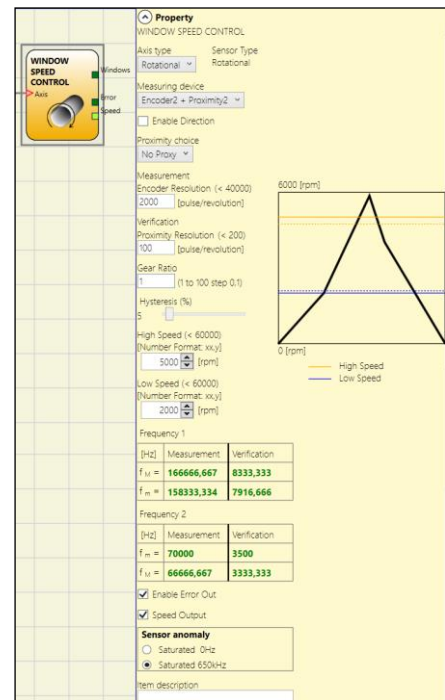 Property
WINDOW SPEED CONTROL
WINDOW
SPEED
CONTROL
Axis
Windows
Error
Speed
Axis type Sensor Type
Rotational Rotational
Measuring device
Encoder2 + Proximity2
Enable Direction
Proximity choice
No Proxy
Measurement
Encoder Resolution (< 40000)
2000 [pulse/revolution]
Verification
Proximity Resolution (< 200)
100 [pulse/revolution]
Gear Ratio
1 (1 to 100 step 0,1)
Hysteresis (%)
5
High Speed (< 60000)
[Number Format: xx,y]
5000 [rpm]
Low Speed (< 60000)
[Number Format: xx,y]
2000 [rpm]
6000 [rpm]
0 [rpm]
High Speed
Low Speed
Frequency 1
[Hz] Measurement Verification
f M = 166666,667 8333,333
f m = 158333,334 7916,666
Frequency 2
[Hz] Measurement Verification
f m = 70000 3500
f M = 66666,667 3333,333
Enable Error Out
Speed Output
Sensor anomaly
Saturated 0Hz
Saturated 650kHz
Item description